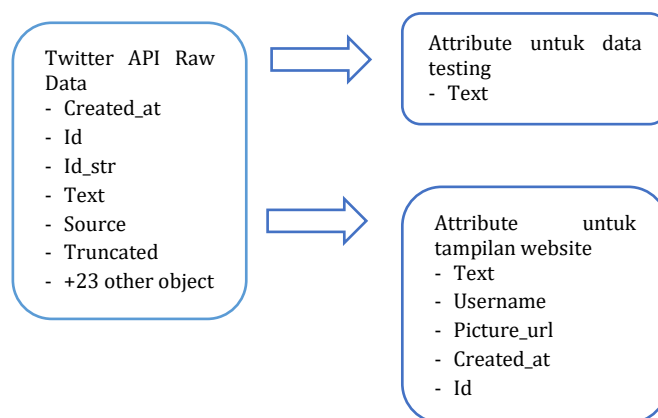 Twitter API Raw
Data
- Created_at
- Id
- Id_str
- Text
- Source
- Truncated
- +23 other object
Attribute untuk data
testing
- Text
Attribute untuk
tampilan website
- Text
- Username
- Picture_url
- Created_at
- Id